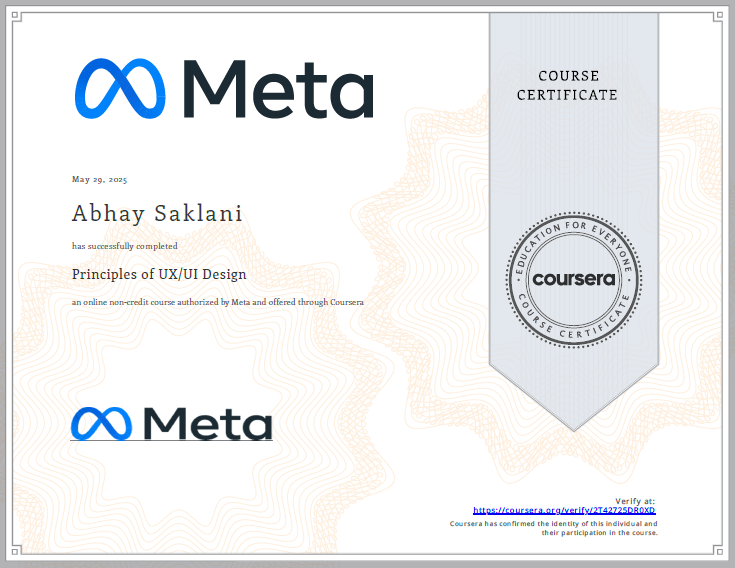 Meta
COURSE
CERTIFICATE
May 29, 2025
Abhay Saklani
has successfully completed
Principles of UX/UI Design
an online non-credit course authorized by Meta and offered through Coursera
EDUCATION FOR EVERYONE
coursera
COURSE CERTIFICATE
Meta
Verify at:
https://coursera.org/verify/2T42725DR0XD
Coursera has confirmed the identity of this individual and
their participation in the course.